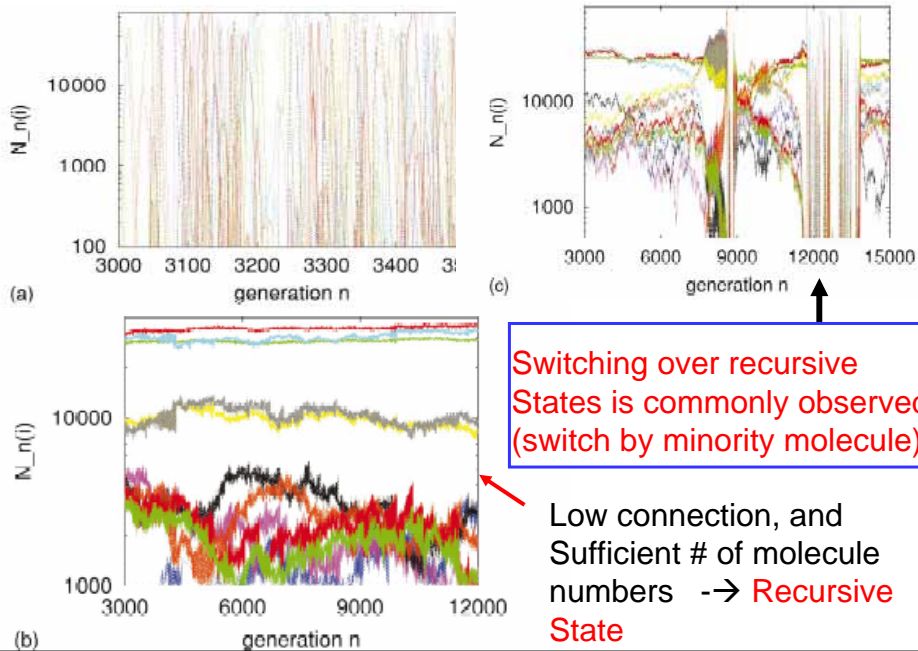 N_n(i)
10000
1000
100
3000 3100 3200 3300 3400
generation n
(a)
N_n(i)
10000
1000
3000 6000 9000 12000 15000
generation n
(c)
Switching over recursive
States is commonly observed
(switch by minority molecule)
N_n(i)
10000
1000
3000 6000 9000 12000
generation n
(b)
Low connection, and
Sufficient # of molecule
numbers -→ Recursive
State